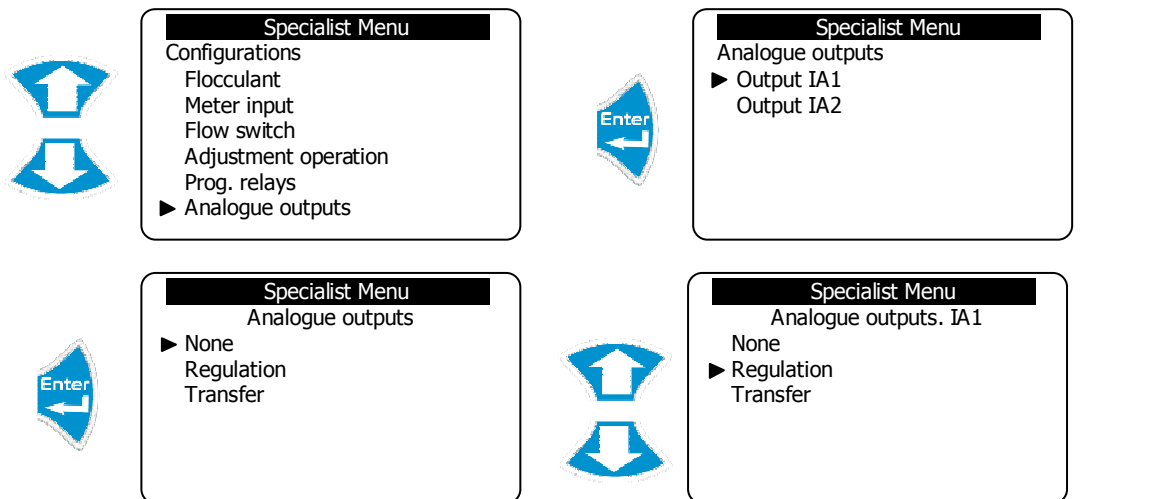 Specialist Menu
Configurations
Flocculant
Meter input
Flow switch
Adjustment operation
Prog. relays
Analogue outputs
Enter
Specialist Menu
Analogue outputs
Output IA1
Output IA2
Enter
Specialist Menu
Analogue outputs
None
Regulation
Transfer
Specialist Menu
Analogue outputs. IA1
None
Regulation
Transfer